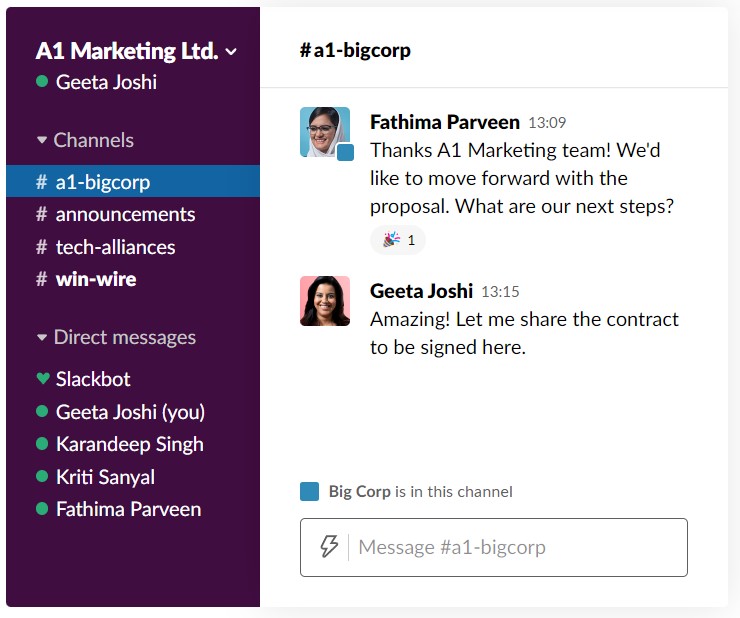 A1 Marketing Ltd.
Geeta Joshi
Channels
# a1-bigcorp
# announcements
# tech-alliances
# win-wire
Direct messages
Slackbot
Geeta Joshi (you)
Karandeep Singh
Kriti Sanyal
Fathima Parveen
#a1-bigcorp
Fathima Parveen 13:09
Thanks A1 Marketing team! We'd
like to move forward with the
proposal. What are our next steps?
🎉 1
Geeta Joshi 13:15
Amazing! Let me share the contract
to be signed here.
Big Corp is in this channel
Message #a1-bigcorp